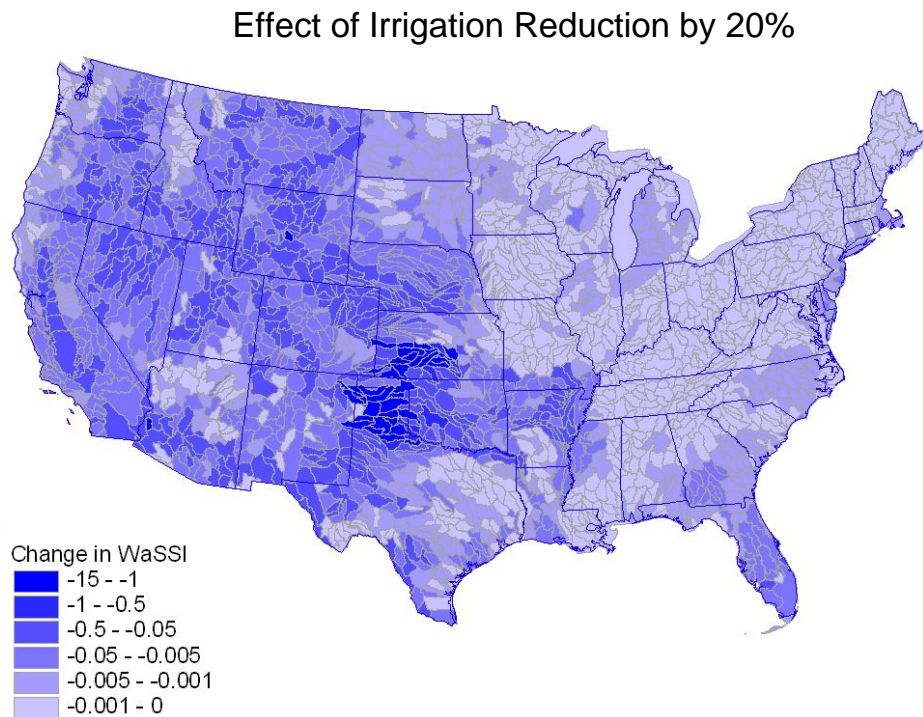 Effect of Irrigation Reduction by 20%
Change in WaSSI
-15 - -1
-1 - -0.5
-0.5 - -0.05
-0.05 - -0.005
-0.005 - -0.001
-0.001 - 0